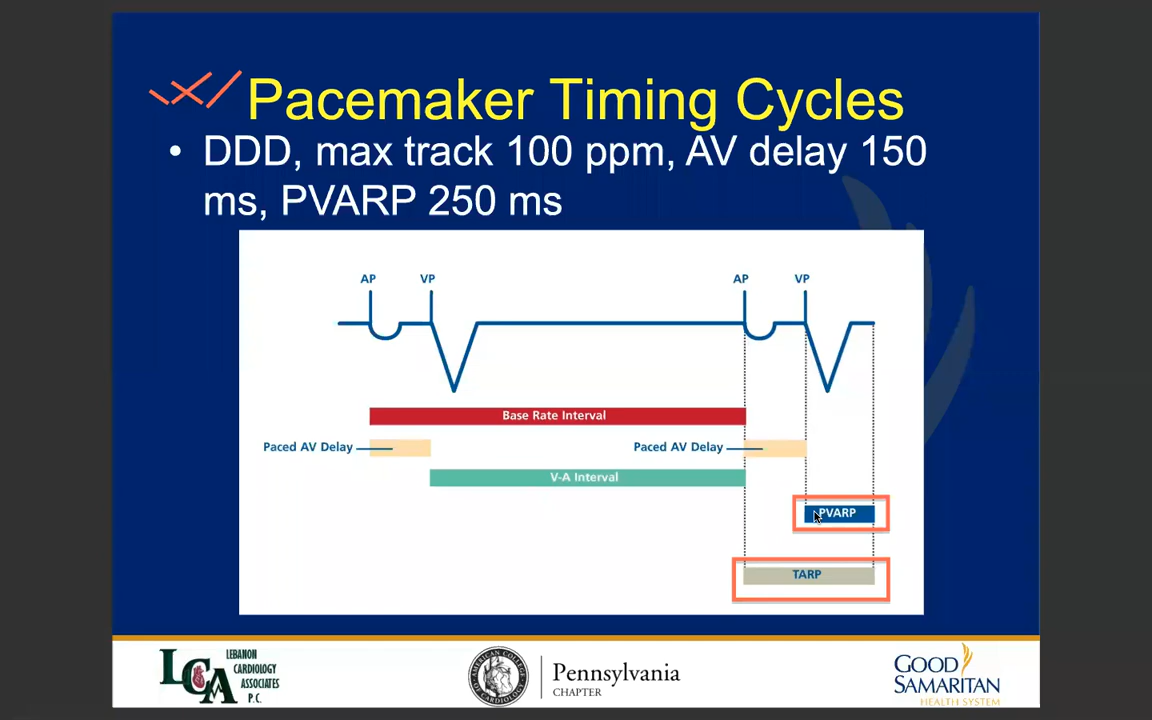 Pacemaker Timing Cycles
• DDD, max track 100 ppm, AV delay 150
ms, PVARP 250 ms
AP VP AP VP
Base Rate Interval
Paced AV Delay Paced AV Delay
V-A Interval
PVARP
TARP
LCA LEBANON
CARDIOLOGY
ASSOCIATES
P.C.
Pennsylvania
CHAPTER
GOOD
SAMARITAN
HEALTH SYSTEM